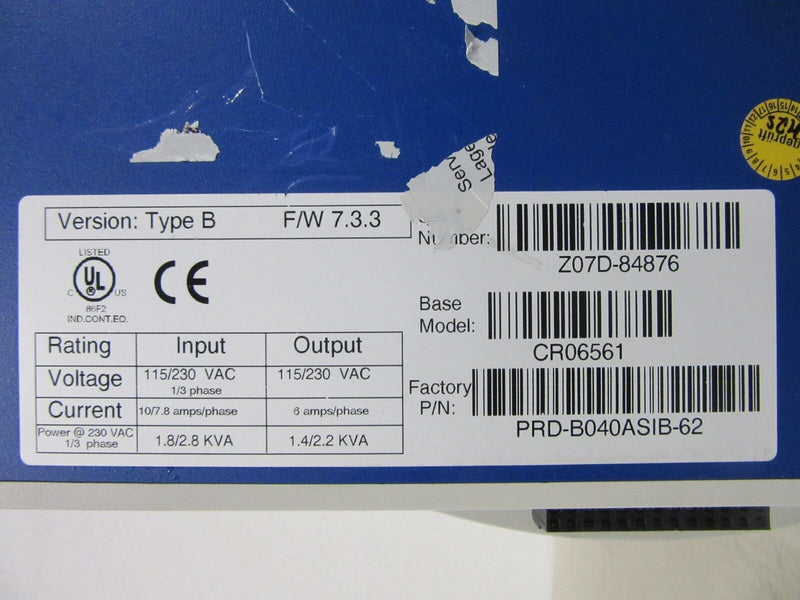 Serv
Lage
geprüft
Version: Type B F/W 7.3.3
Number:
Z07D-84876
LISTED
UL
C US
86F2
IND.CONT.EQ.
CE
Base
Model:
CR06561
Rating Input Output
Voltage 115/230 VAC 115/230 VAC
1/3 phase
Current 10/7.8 amps/phase 6 amps/phase
Power @ 230 VAC 1.8/2.8 KVA 1.4/2.2 KVA
1/3 phase
Factory
P/N:
PRD-B040ASIB-62